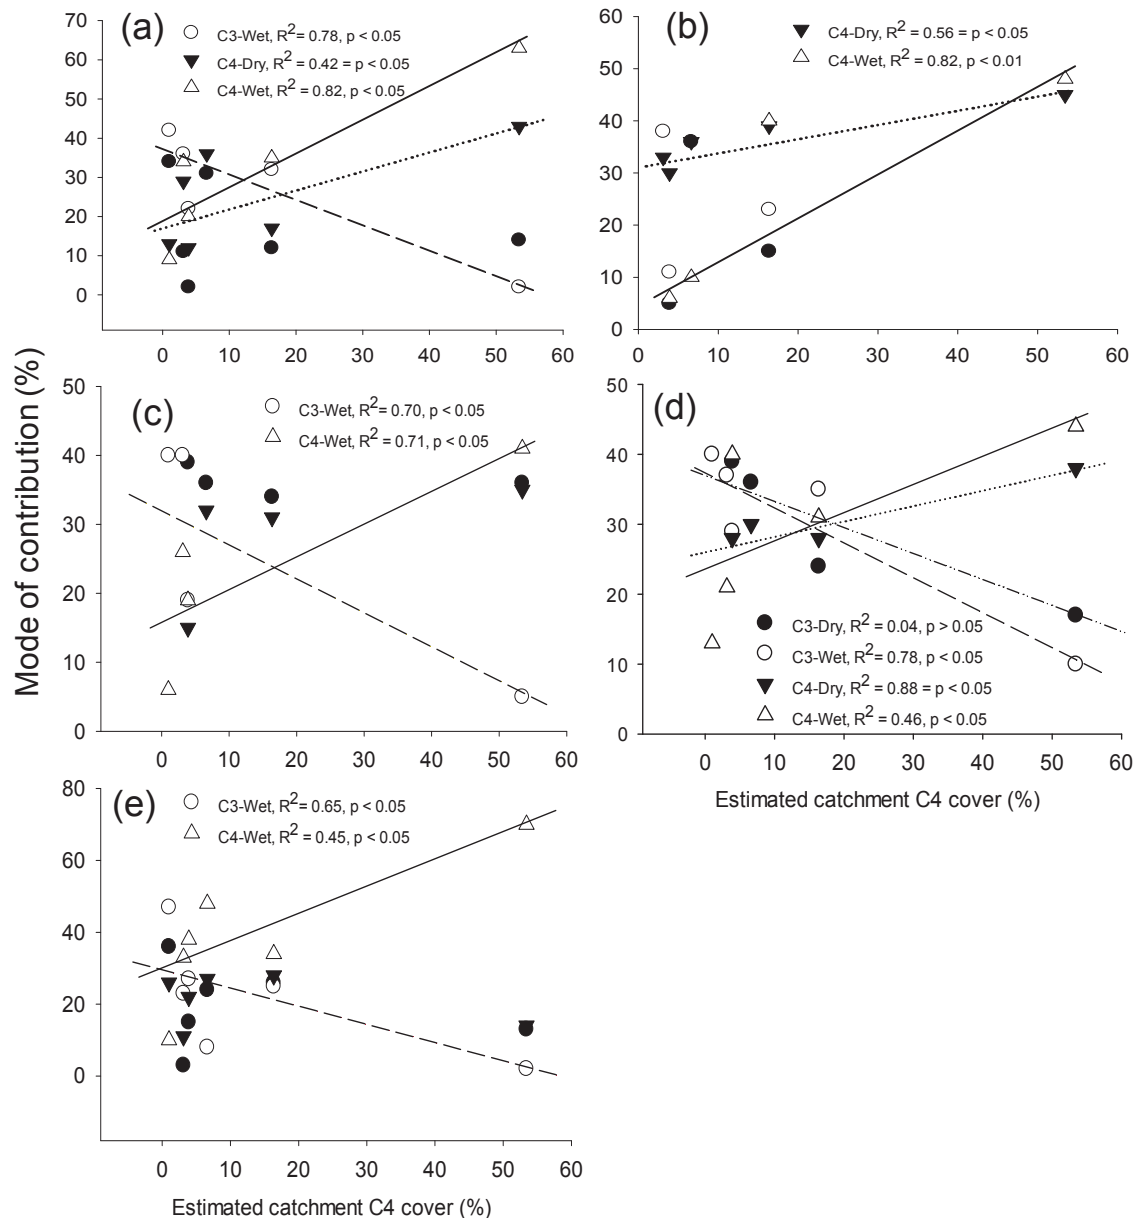 (a)
C3-Wet, R2= 0.78, p < 0.05
C4-Dry, R2= 0.42 = p < 0.05
C4-Wet, R2= 0.82, p < 0.05
70
60
50
40
30
20
10
0
0 10 20 30 40 50 60
(b)
C4-Dry, R2 = 0.56 = p < 0.05
C4-Wet, R2 = 0.82, p < 0.01
60
50
40
30
20
10
0
0 10 20 30 40 50 60
Mode of contribution (%)
(c)
C3-Wet, R2= 0.70, p < 0.05
C4-Wet, R2 = 0.71, p < 0.05
50
40
30
20
10
0
0 10 20 30 40 50 60
(d)
50
40
30
20
10
0
C3-Dry, R2 = 0.04, p > 0.05
C3-Wet, R2 = 0.78, p < 0.05
C4-Dry, R2 = 0.88 = p < 0.05
C4-Wet, R2 = 0.46, p < 0.05
0 10 20 30 40 50 60
Estimated catchment C4 cover (%)
(e)
C3-Wet, R2 = 0.65, p < 0.05
C4-Wet, R2 = 0.45, p < 0.05
80
60
40
20
0
0 10 20 30 40 50 60
Estimated catchment C4 cover (%)